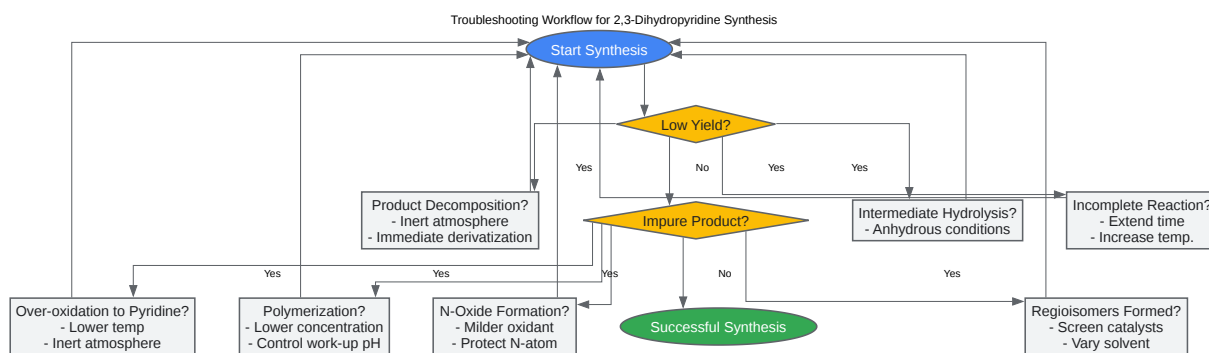 Troubleshooting Workflow for 2,3-Dihydropyridine Synthesis
Start Synthesis
Low Yield?
Yes
No
Yes
Yes
Product Decomposition?
- Inert atmosphere
- Immediate derivatization
Impure Product?
Intermediate Hydrolysis?
- Anhydrous conditions
Incomplete Reaction?
- Extend time
- Increase temp.
Yes
Yes
Yes
No
Yes
Over-oxidation to Pyridine?
- Lower temp
- Inert atmosphere
Polymerization?
- Lower concentration
- Control work-up pH
N-Oxide Formation?
- Milder oxidant
- Protect N-atom
Successful Synthesis
Regioisomers Formed?
- Screen catalysts
- Vary solvent